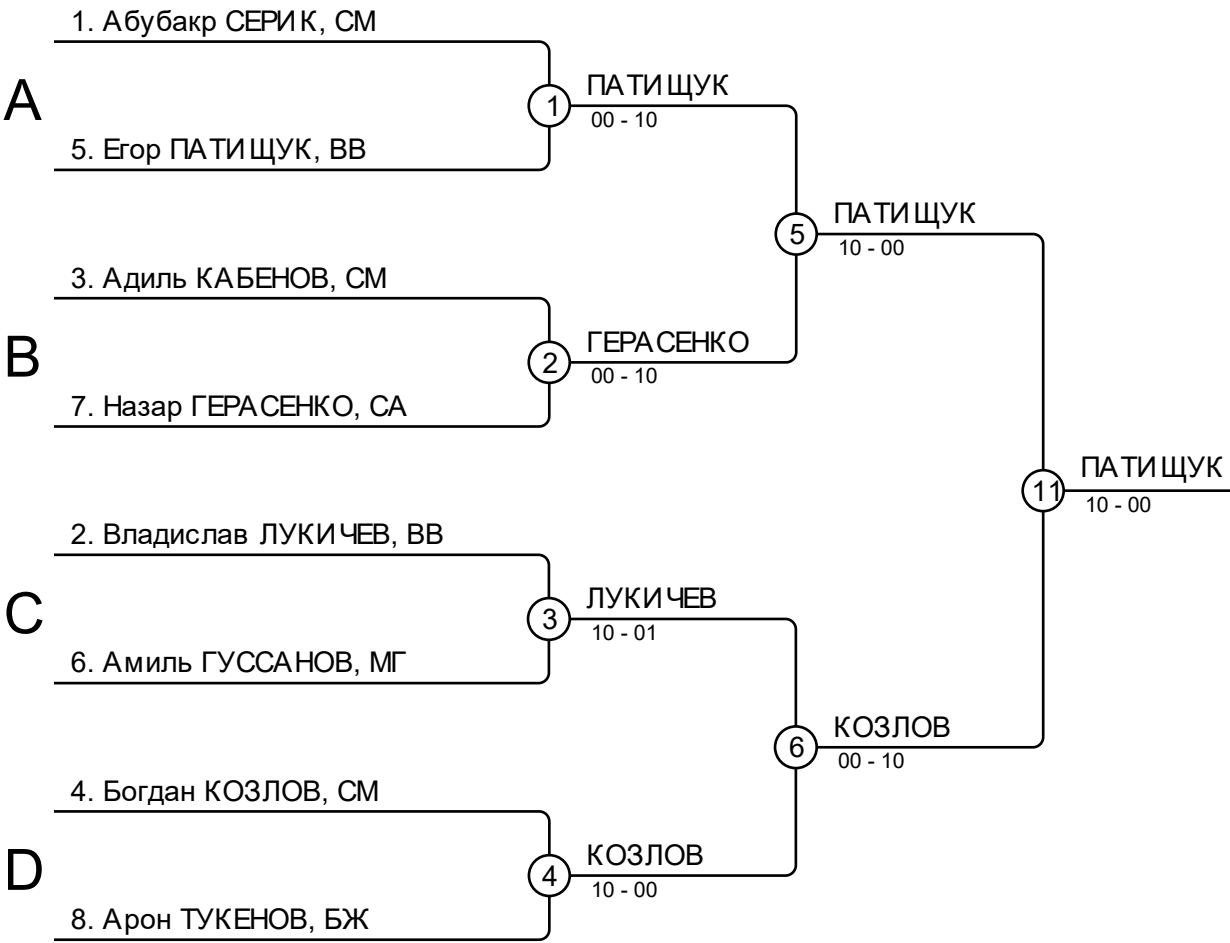 1. Абубакр СЕРИК, СМ
A
1
ПАТИЩУК
00 - 10
5. Егор ПАТИЩУК, ВВ
5
ПАТИЩУК
10 - 00
3. Адиль КАБЕНОВ, СМ
B
2
ГЕРАСЕНКО
00 - 10
7. Назар ГЕРАСЕНКО, СА
11
ПАТИЩУК
10 - 00
2. Владислав ЛУКИЧЕВ, ВВ
C
3
ЛУКИЧЕВ
10 - 01
6. Амиль ГУССАНОВ, МГ
6
КОЗЛОВ
00 - 10
4. Богдан КОЗЛОВ, СМ
D
4
КОЗЛОВ
10 - 00
8. Арон ТУКЕНОВ, БЖ